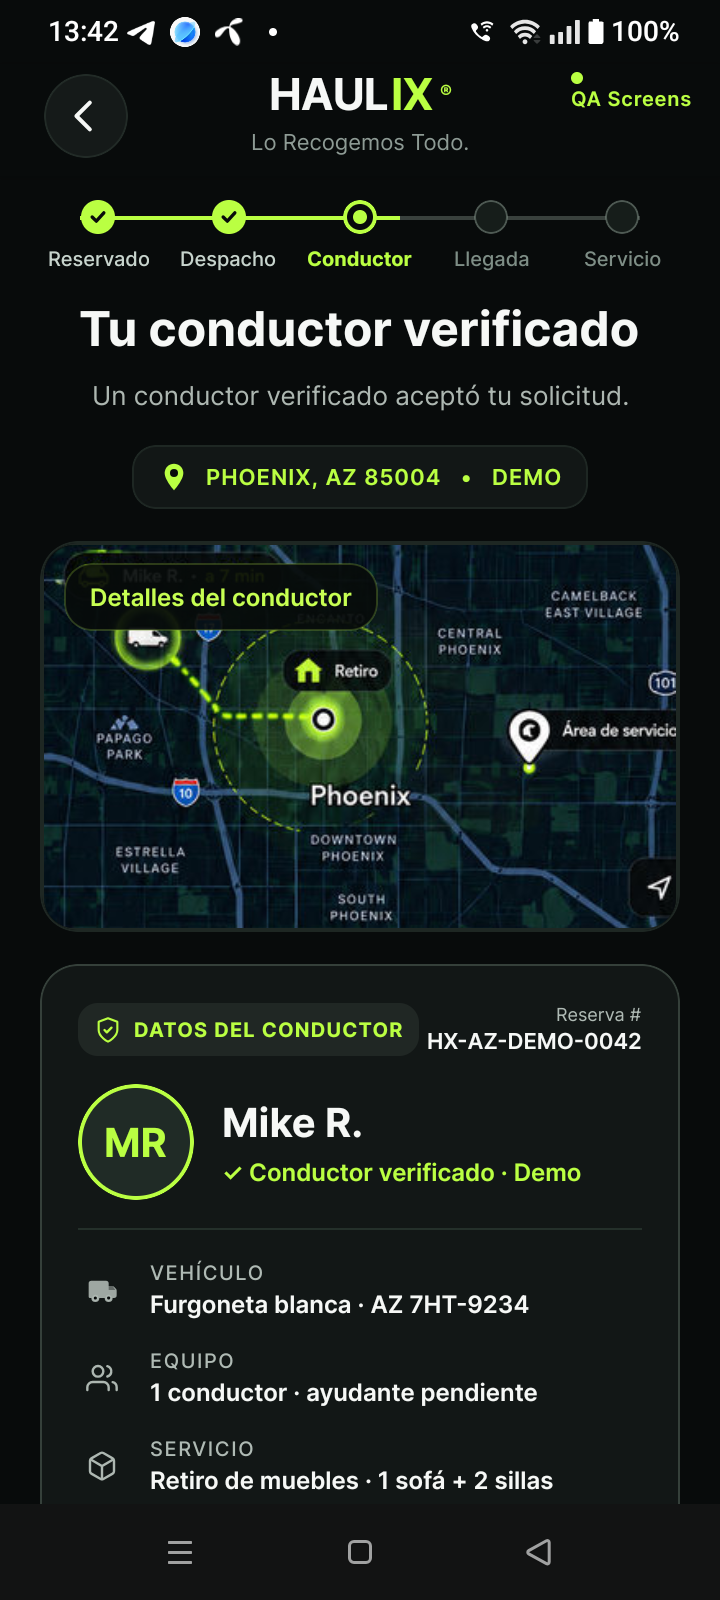 13:42
100%
HAULIX®
QA Screens
Lo Recogemos Todo.
Reservado
Despacho
Conductor
Llegada
Servicio
Tu conductor verificado
Un conductor verificado aceptó tu solicitud.
PHOENIX, AZ 85004 • DEMO
Mike R. • a 7 min
Detalles del conductor
CAMELBACK
EAST VILLAGE
ENCANTO
CENTRAL
PHOENIX
Retiro
101
PAPAGO
PARK
Área de servicio
10
Phoenix
DOWNTOWN
PHOENIX
ESTRELLA
VILLAGE
SOUTH
PHOENIX
DATOS DEL CONDUCTOR
Reserva #
HX-AZ-DEMO-0042
MR
Mike R.
✓ Conductor verificado · Demo
VEHÍCULO
Furgoneta blanca · AZ 7HT-9234
EQUIPO
1 conductor · ayudante pendiente
SERVICIO
Retiro de muebles · 1 sofá + 2 sillas